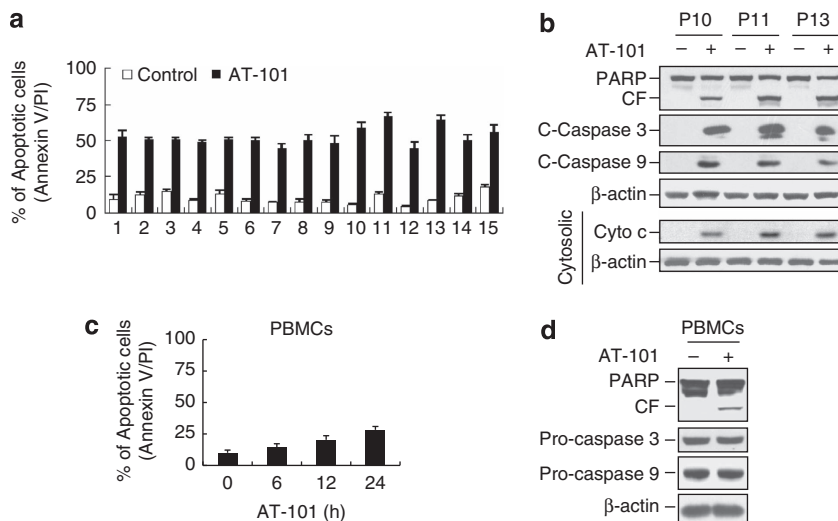 a
% of Apoptotic cells
(Annexin V/PI)
100
75
50
25
0
Control AT-101
1 2 3 4 5 6 7 8 9 10 11 12 13 14 15
b
P10 P11 P13
AT-101 – + – + – +
PARP
CF
C-Caspase 3
C-Caspase 9
β-actin
Cytosolic
Cyto c
β-actin
c
PBMCs
% of Apoptotic cells
(Annexin V/PI)
100
75
50
25
0
0 6 12 24
AT-101 (h)
d
PBMCs
AT-101 – +
PARP
CF
Pro-caspase 3
Pro-caspase 9
β-actin